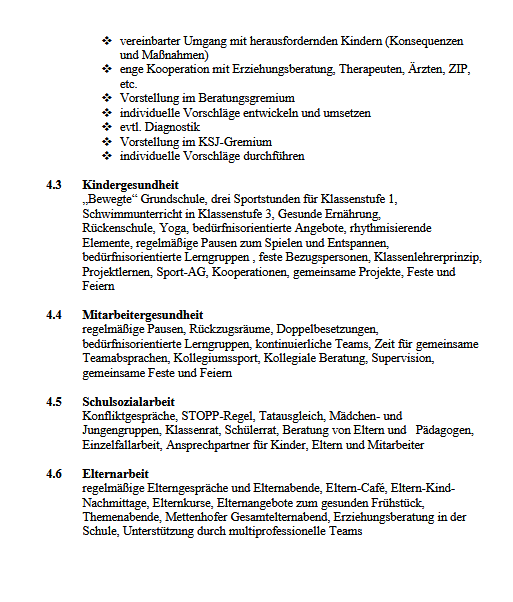 ❖ vereinbarter Umgang mit herausfordernden Kindern (Konsequenzen
und Maßnahmen)
❖ enge Kooperation mit Erziehungsberatung, Therapeuten, Ärzten, ZIP,
etc.
❖ Vorstellung im Beratungsgremium
❖ individuelle Vorschläge entwickeln und umsetzen
❖ evtl. Diagnostik
❖ Vorstellung im KSJ-Gremium
❖ individuelle Vorschläge durchführen
4.3 Kindergesundheit
„Bewegte“ Grundschule, drei Sportstunden für Klassenstufe 1,
Schwimmunterricht in Klassenstufe 3, Gesunde Ernährung,
Rückenschule, Yoga, bedürfnisorientierte Angebote, rhythmisierende
Elemente, regelmäßige Pausen zum Spielen und Entspannen,
bedürfnisorientierte Lerngruppen , feste Bezugspersonen, Klassenlehrerprinzip,
Projektlernen, Sport-AG, Kooperationen, gemeinsame Projekte, Feste und
Feiern
4.4 Mitarbeitergesundheit
regelmäßige Pausen, Rückzugsräume, Doppelbesetzungen,
bedürfnisorientierte Lerngruppen, kontinuierliche Teams, Zeit für gemeinsame
Teamabsprachen, Kollegiumssport, Kollegiale Beratung, Supervision,
gemeinsame Feste und Feiern
4.5 Schulsozialarbeit
Konfliktgespräche, STOPP-Regel, Tatausgleich, Mädchen- und
Jungengruppen, Klassenrat, Schülerrat, Beratung von Eltern und Pädagogen,
Einzelfallarbeit, Ansprechpartner für Kinder, Eltern und Mitarbeiter
4.6 Elternarbeit
regelmäßige Elterngespräche und Elternabende, Eltern-Café, Eltern-Kind-
Nachmittage, Elternkurse, Elternangebote zum gesunden Frühstück,
Themenabende, Mettenhofer Gesamtelternabend, Erziehungsberatung in der
Schule, Unterstützung durch multiprofessionelle Teams